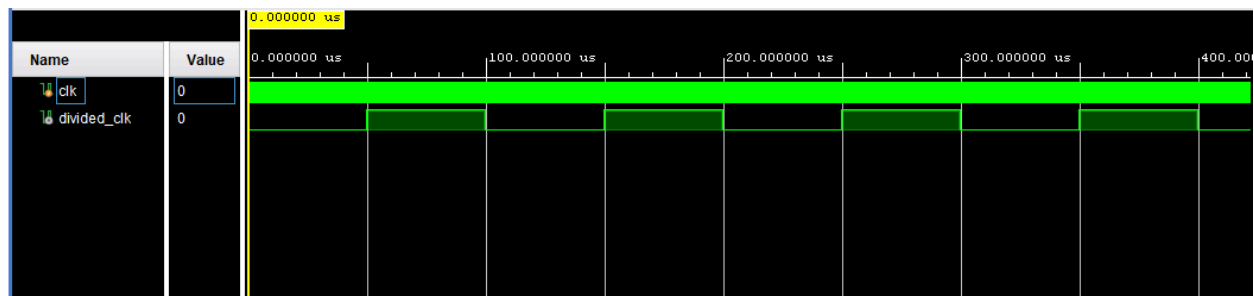 0.000000 us
Name Value 0.000000 us 100.000000 us 200.000000 us 300.000000 us 400.00
clk 0
divided_clk 0